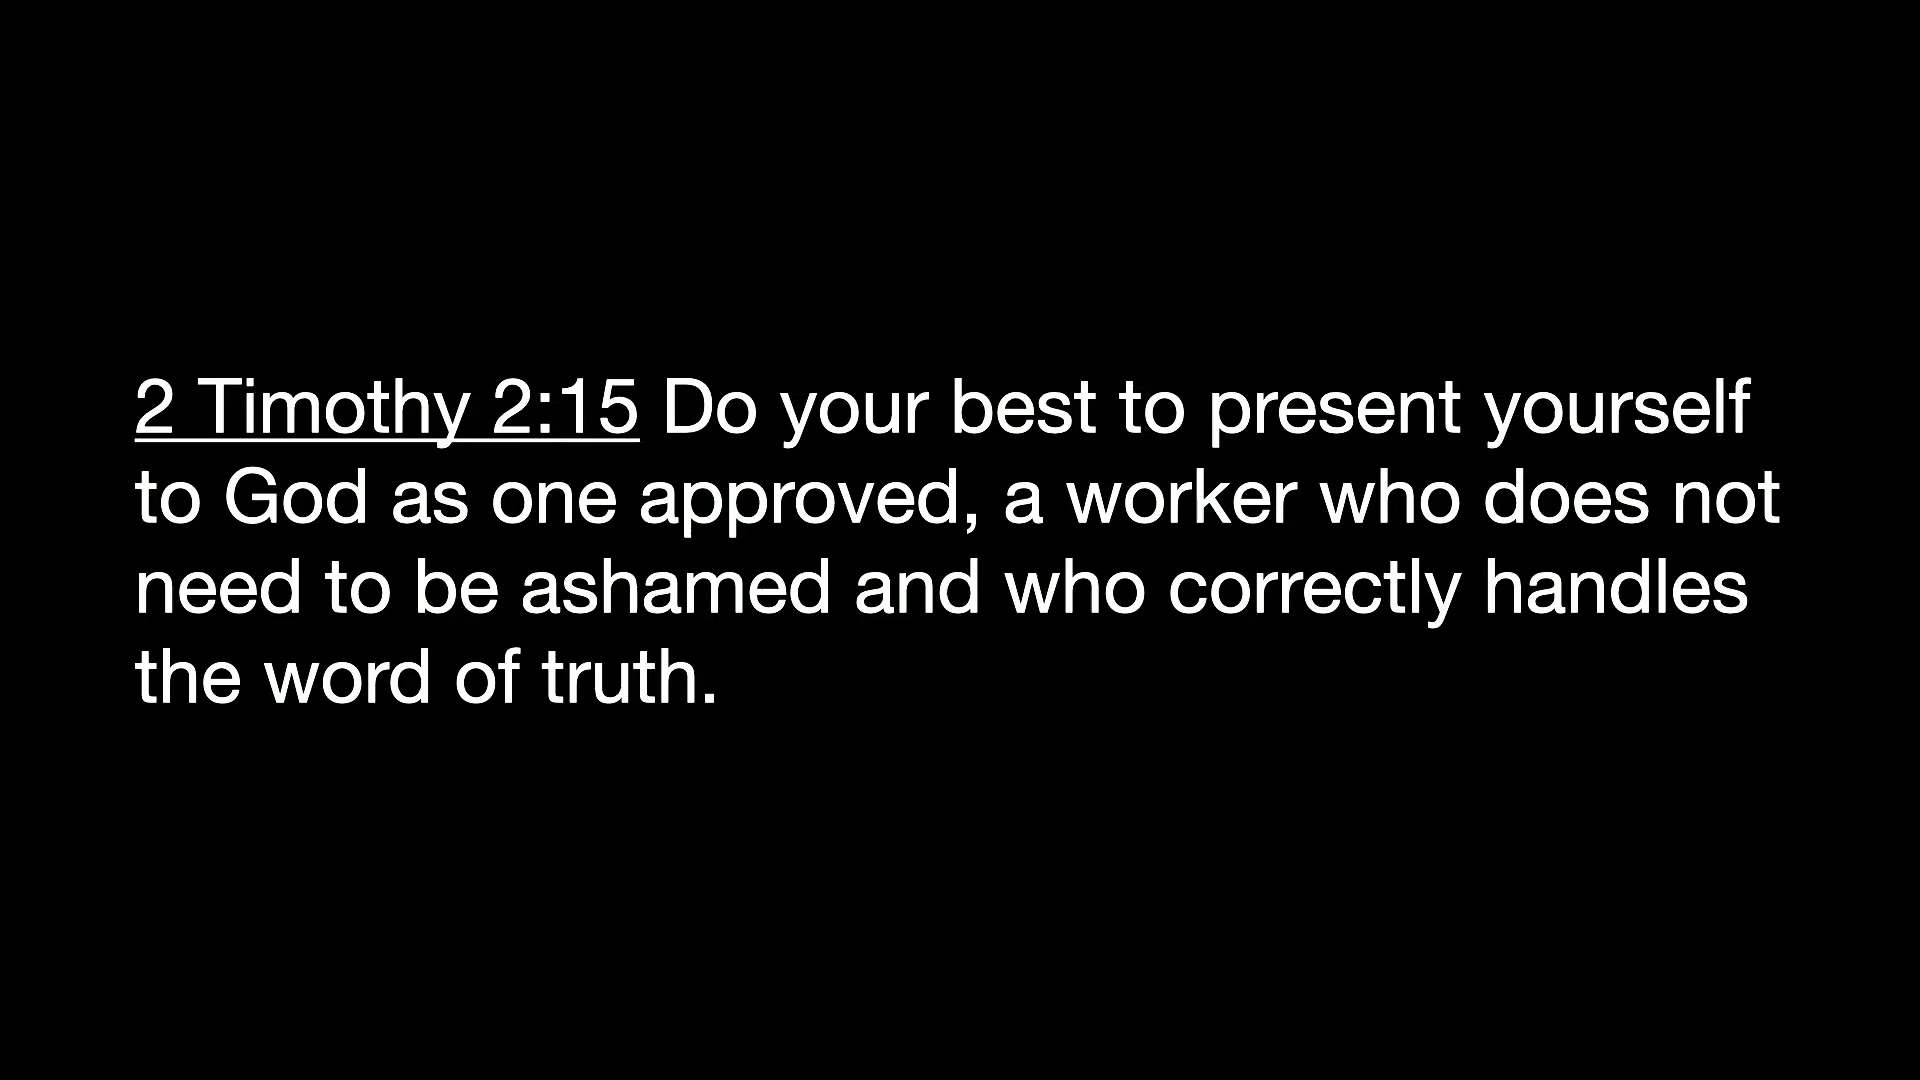 2 Timothy 2:15 Do your best to present yourself
to God as one approved, a worker who does not
need to be ashamed and who correctly handles
the word of truth.